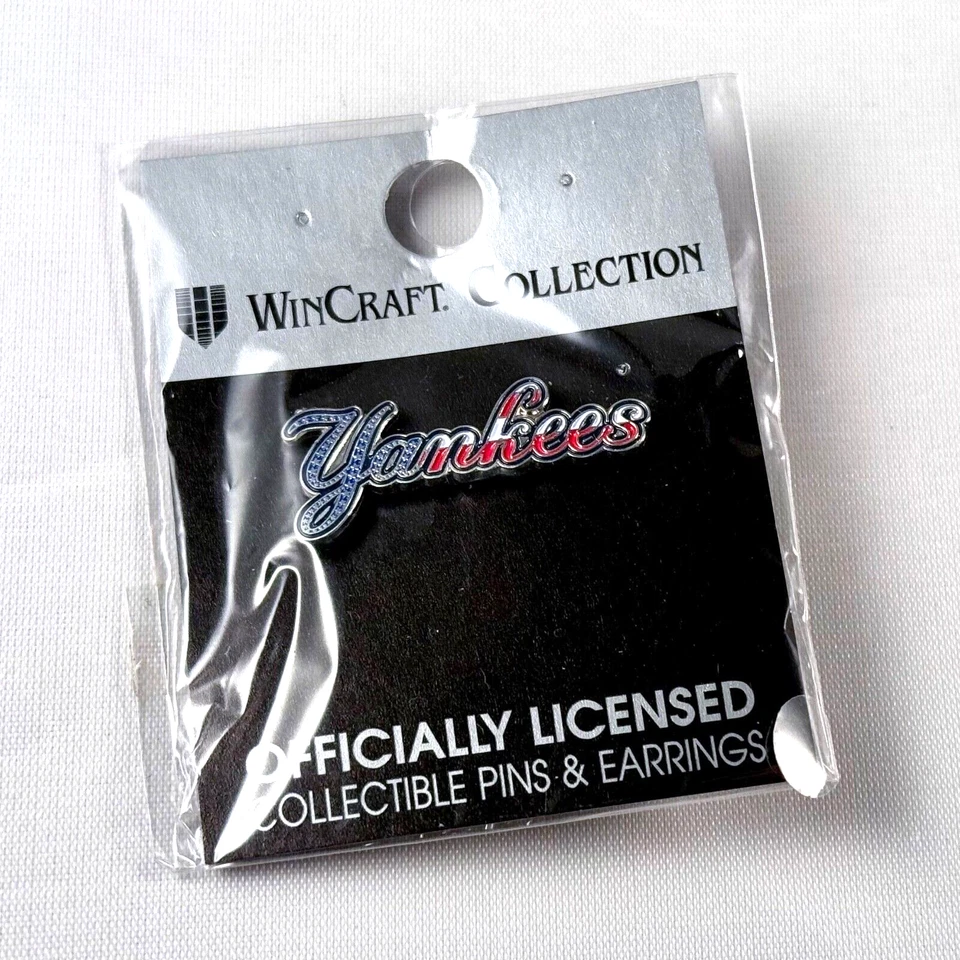 WINCRAFT. COLLECTION
Yankees
OFFICIALLY LICENSED
COLLECTIBLE PINS & EARRINGS